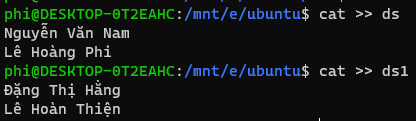 phi@DESKTOP-0T2EAHC:/mnt/e/ubuntu$ cat >> ds
Nguyễn Văn Nam
Lê Hoàng Phi
phi@DESKTOP-0T2EAHC:/mnt/e/ubuntu$ cat >> ds1
Đặng Thị Hằng
Lê Hoàn Thiện